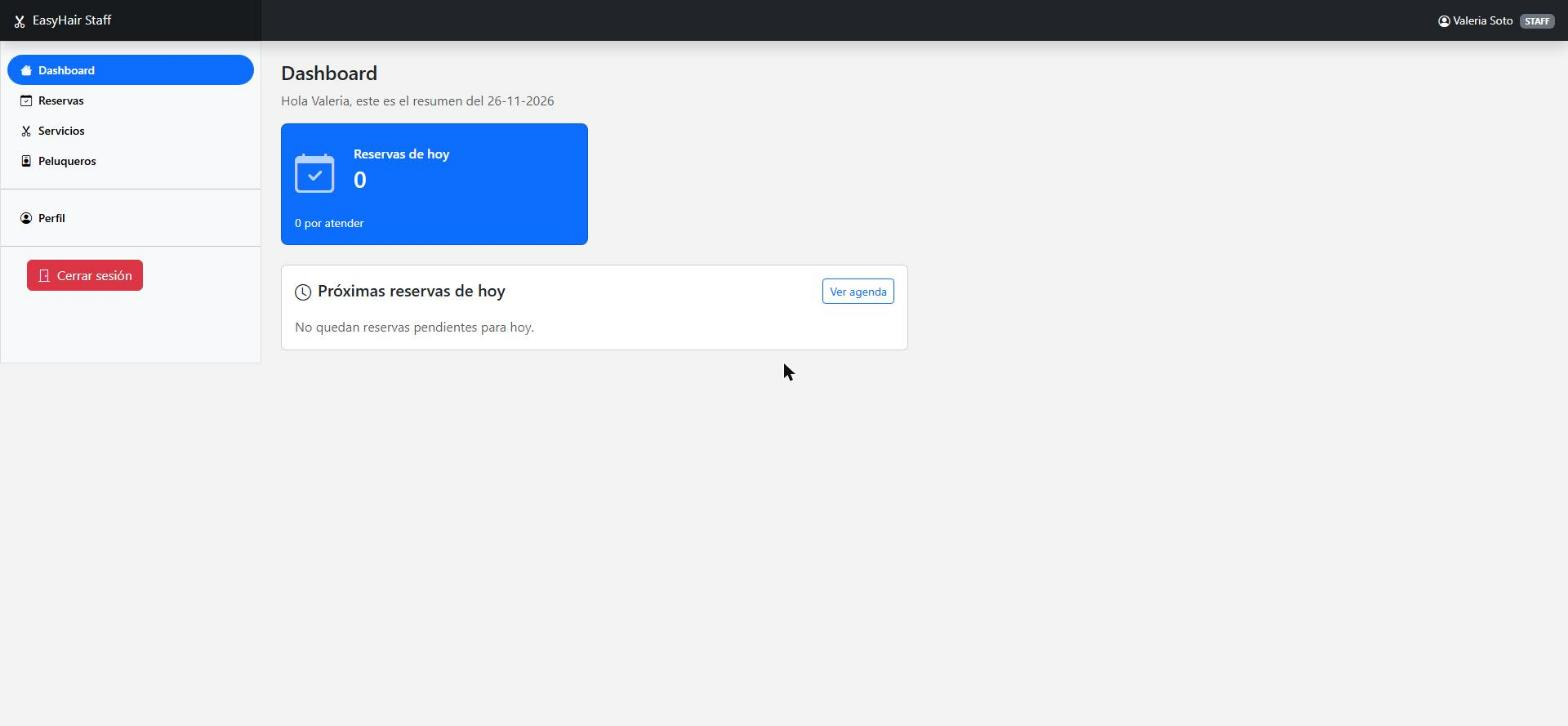 EasyHair Staff
Valeria Soto STAFF
Dashboard
Reservas
Servicios
Peluqueros
Perfil
Cerrar sesión
Dashboard
Hola Valeria, este es el resumen del 26-11-2026
Reservas de hoy
0
0 por atender
Próximas reservas de hoy
Ver agenda
No quedan reservas pendientes para hoy.